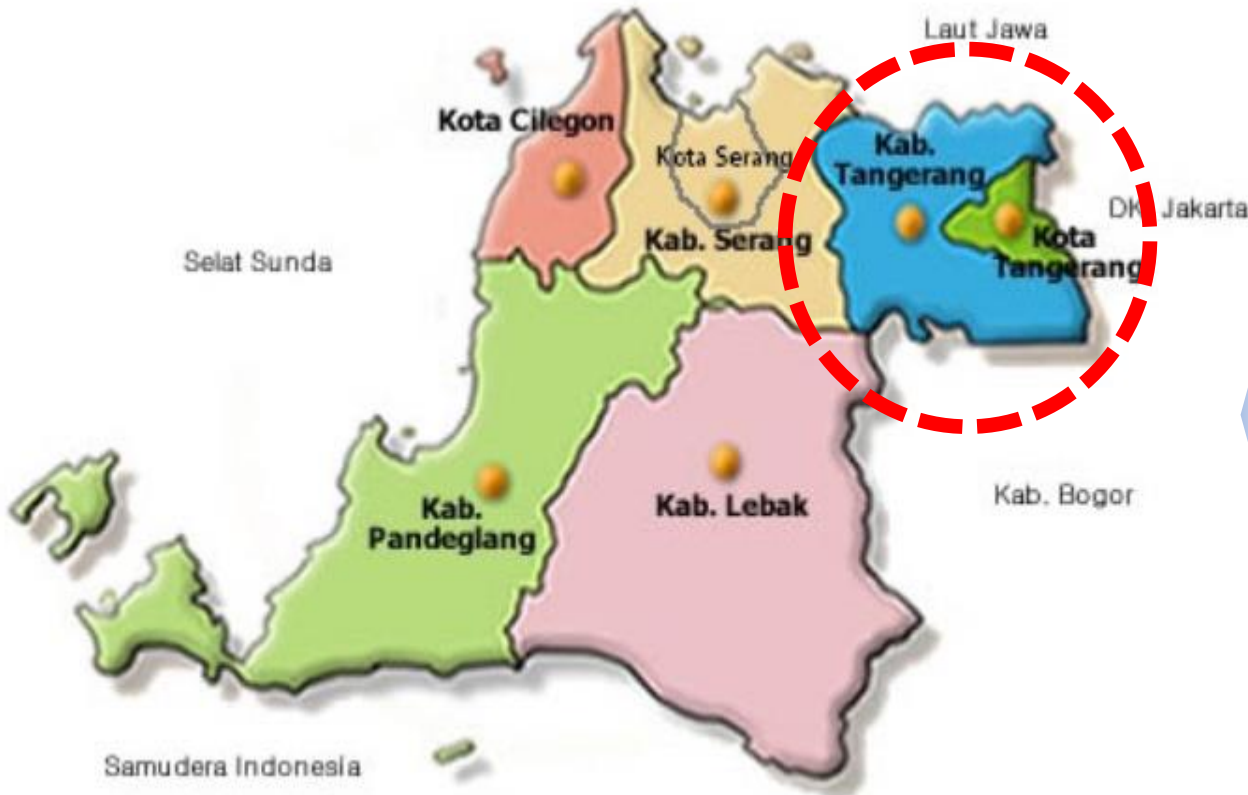 Laut Jawa
Kota Cilegon
Kota Serang
Kab.
Tangerang
DK Jakarta
Kota
Tangerang
Kab. Serang
Selat Sunda
Kab.
Pandeglang
Kab. Lebak
Kab. Bogor
Samudera Indonesia